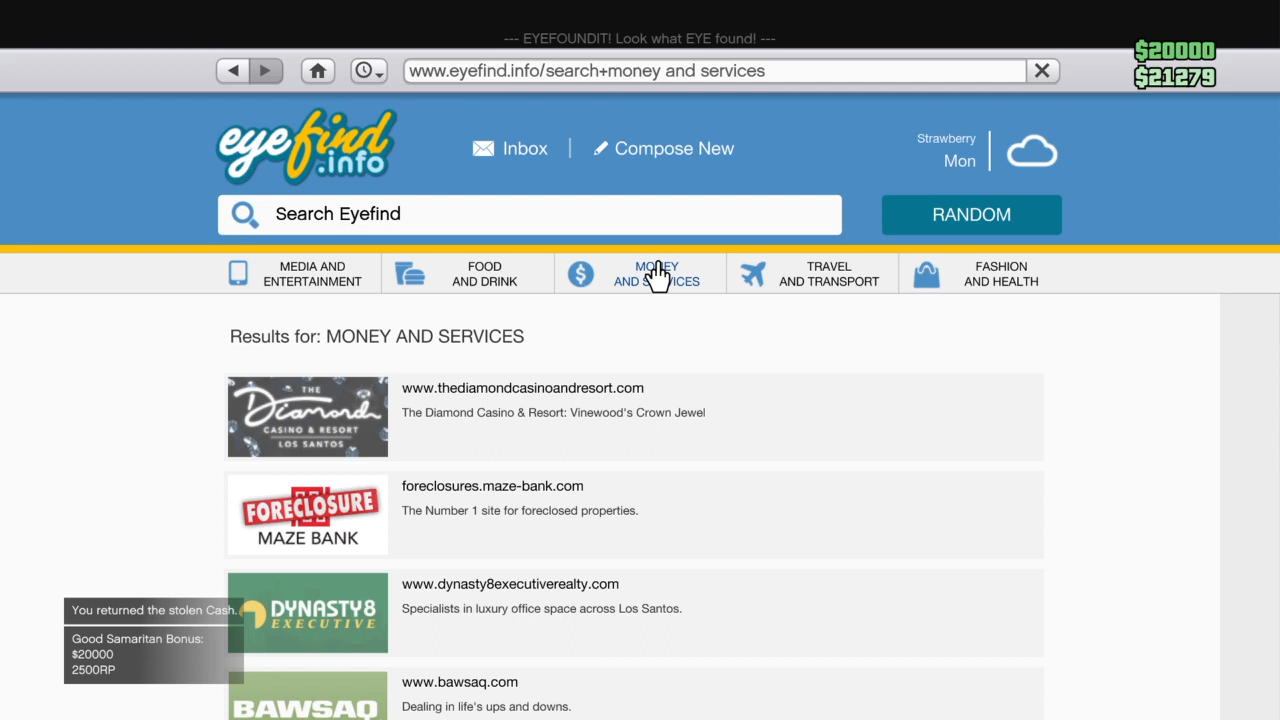 --- EYEFOUNDIT! Look what EYE found! ---
$20000
$21279
www.eyefind.info/search+money and services
eyefind
.info
Inbox
Compose New
Strawberry
Mon
Search Eyefind
RANDOM
MEDIA AND
ENTERTAINMENT
FOOD
AND DRINK
MONEY
AND SERVICES
TRAVEL
AND TRANSPORT
FASHION
AND HEALTH
Results for: MONEY AND SERVICES
THE
Diamond
CASINO & RESORT
LOS SANTOS
www.thediamondcasinoandresort.com
The Diamond Casino & Resort: Vinewood's Crown Jewel
FORECLOSURE
MAZE BANK
foreclosures.maze-bank.com
The Number 1 site for foreclosed properties.
DYNASTY8
EXECUTIVE
www.dynasty8executiverealty.com
Specialists in luxury office space across Los Santos.
You returned the stolen Cash.
Good Samaritan Bonus:
$20000
2500RP
BAWSAQ
www.bawsaq.com
Dealing in life's ups and downs.